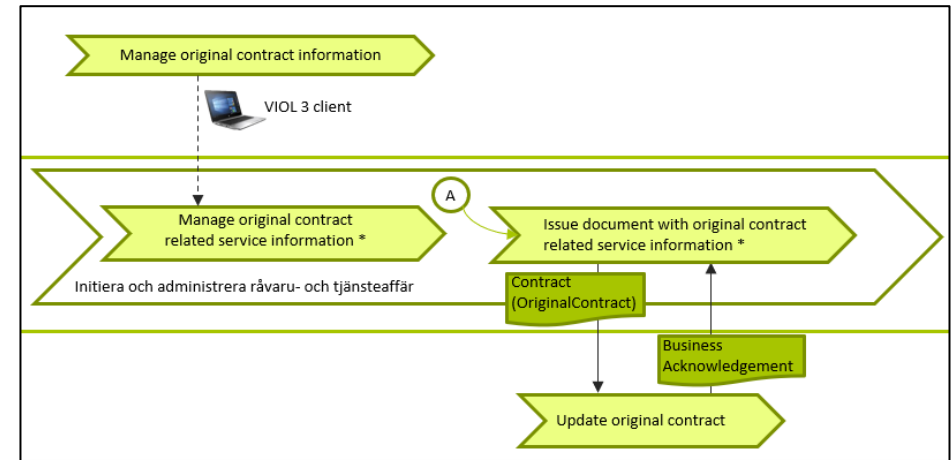 Manage original contract information
VIOL 3 client
A
Manage original contract
related service information *
Issue document with original contract
related service information *
Initiera och administrera råvaru- och tjänsteaffär
Contract
(OriginalContract)
Business
Acknowledgement
Update original contract